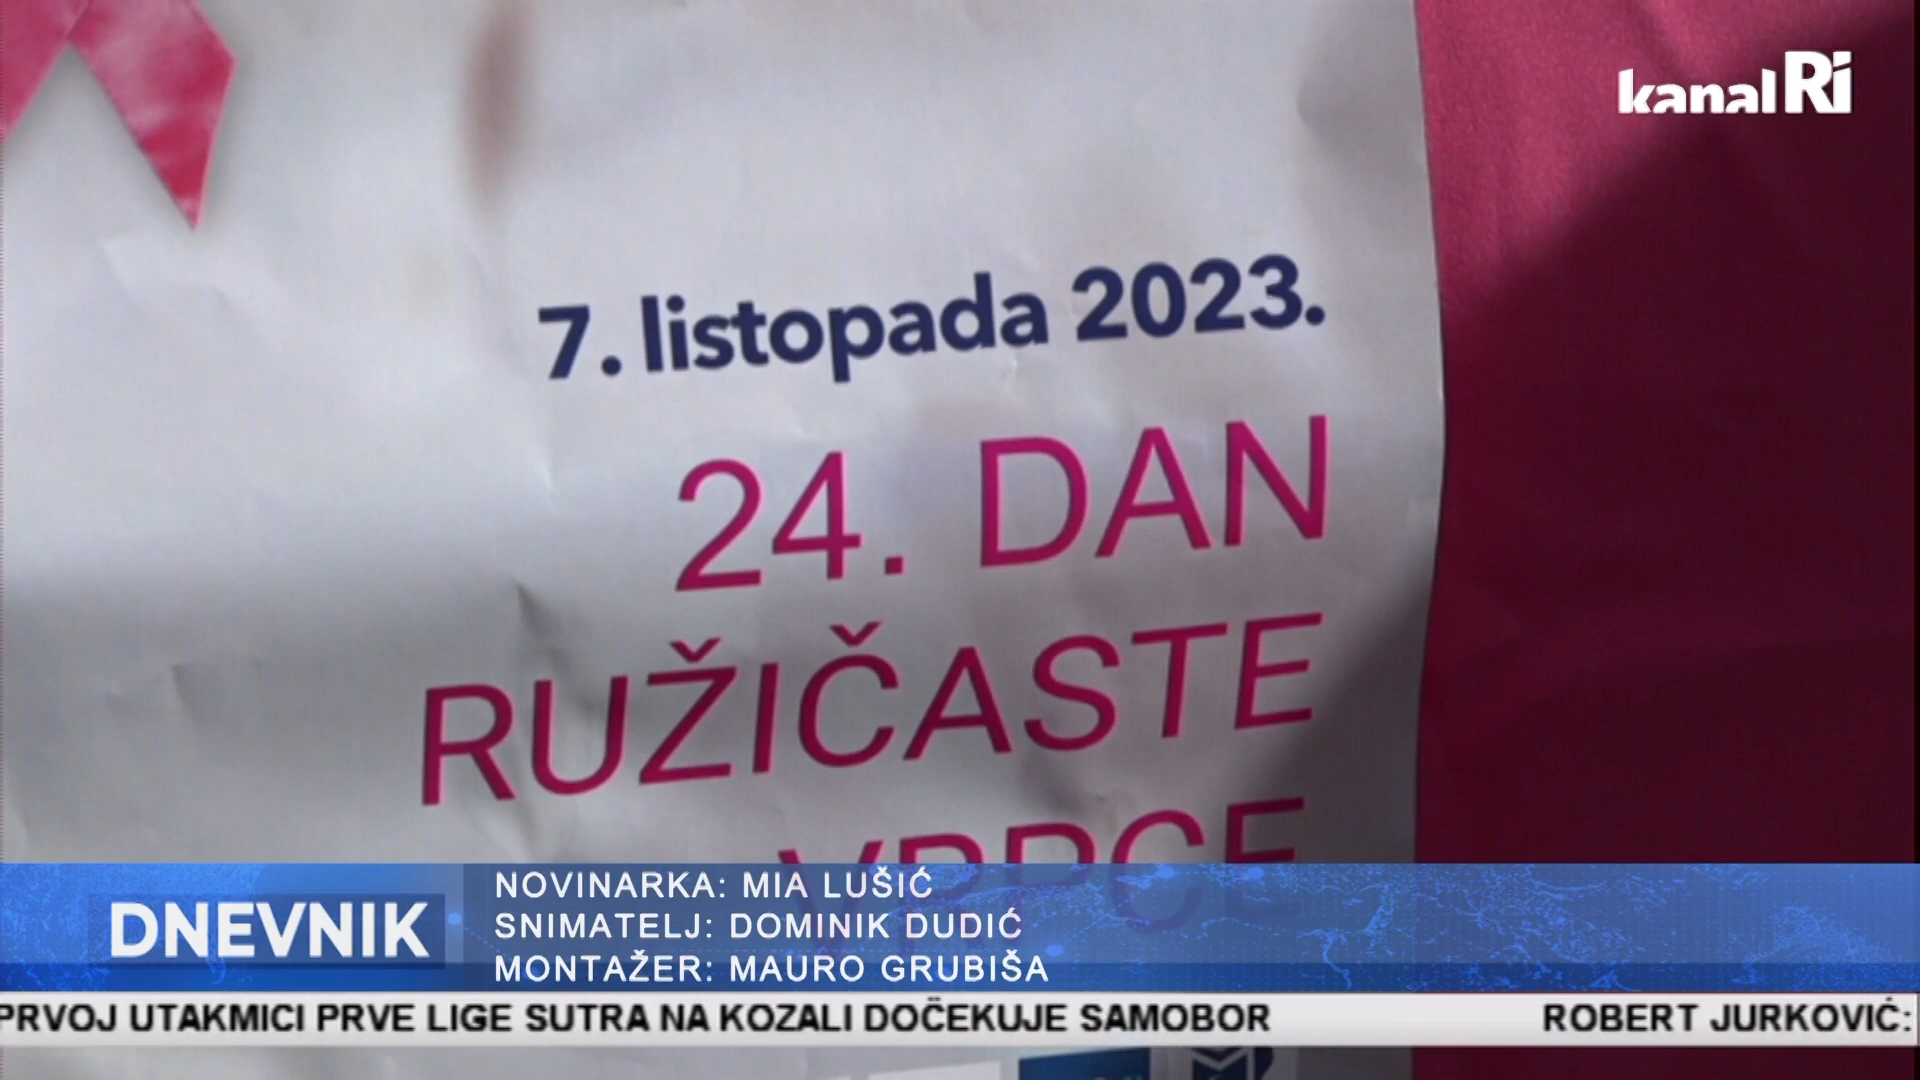 kanalRi
7. listopada 2023.
24. DAN
RUŽIČASTE
VRPCE
DNEVNIK
NOVINARKA: MIA LUŠIĆ
SNIMATELJ: DOMINIK DUDIĆ
MONTAŽER: MAURO GRUBIŠA
PRVOJ UTAKMICI PRVE LIGE SUTRA NA KOZALI DOČEKUJE SAMOBOR ROBERT JURKOVIĆ: